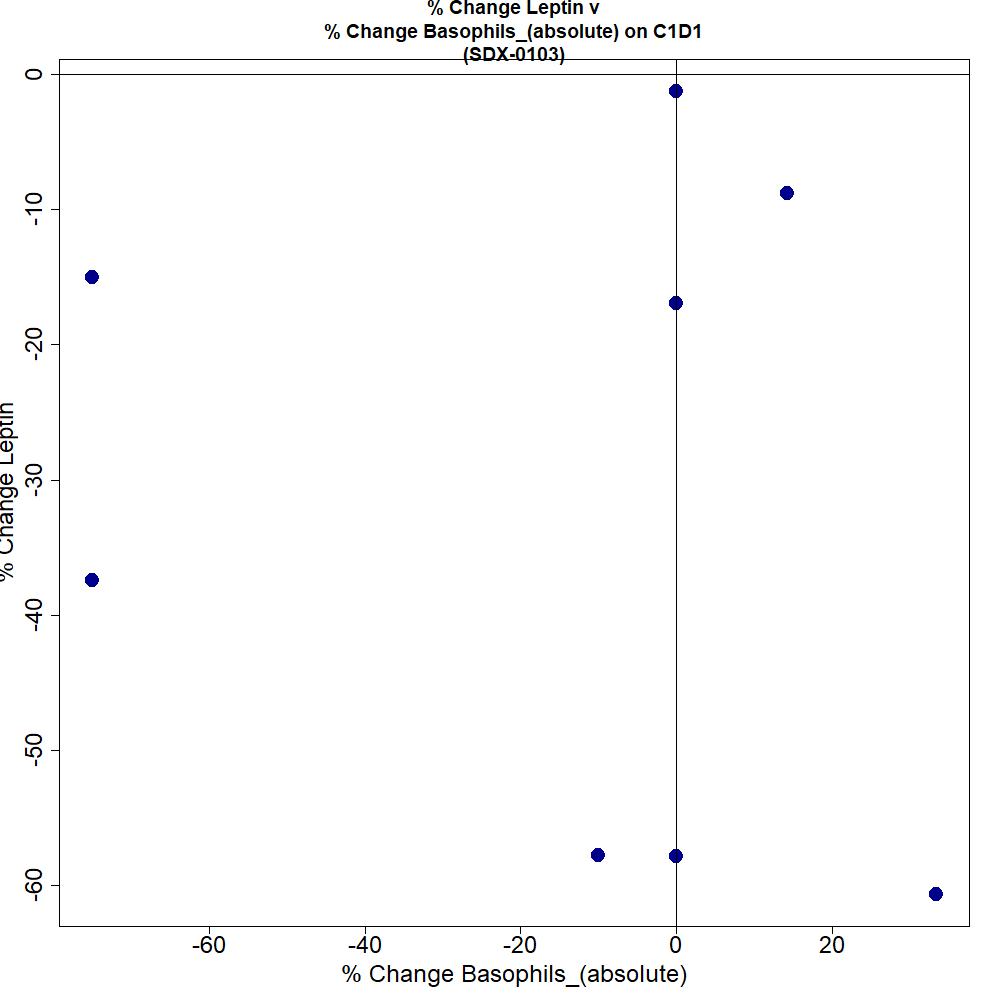 % Change Leptin v
% Change Basophils_(absolute) on C1D1
(SDX-0103)
0
-10
-20
-30
-40
-50
-60
% Change Leptin
-60
-40
-20
0
20
% Change Basophils_(absolute)